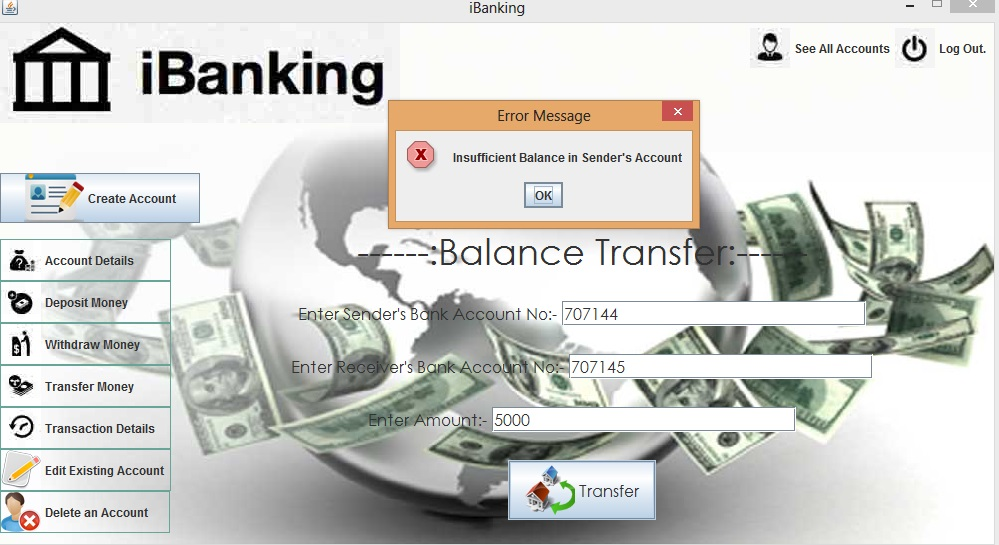 iBanking
iBanking
See All Accounts
Log Out.
Error Message
X
Insufficient Balance in Sender's Account
OK
Create Account
------:Balance Transfer:------
Account Details
Deposit Money
Withdraw Money
Transfer Money
Transaction Details
Edit Existing Account
Delete an Account
Enter Sender's Bank Account No:- 707144
Enter Receiver's Bank Account No:- 707145
Enter Amount:- 5000
Transfer